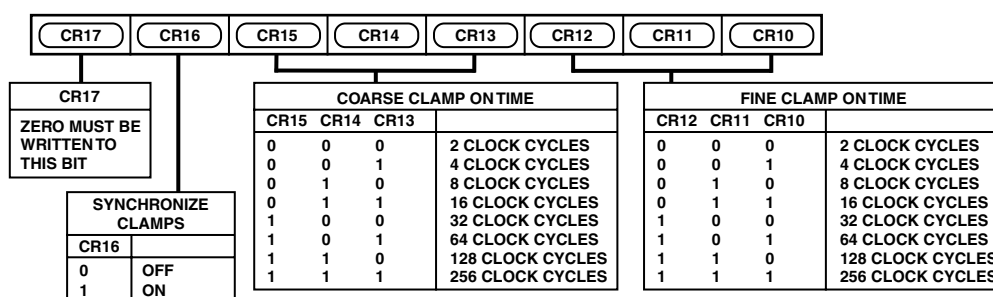 CR17 CR16 CR15 CR14 CR13 CR12 CR11 CR10
CR17
ZERO MUST BE
WRITTEN TO
THIS BIT
SYNCHRONIZE
CLAMPS
CR16
0 OFF
1 ON
COARSE CLAMP ON TIME
CR15 CR14 CR13
0 0 0 2 CLOCK CYCLES
0 0 1 4 CLOCK CYCLES
0 1 0 8 CLOCK CYCLES
0 1 1 16 CLOCK CYCLES
1 0 0 32 CLOCK CYCLES
1 0 1 64 CLOCK CYCLES
1 1 0 128 CLOCK CYCLES
1 1 1 256 CLOCK CYCLES
FINE CLAMP ON TIME
CR12 CR11 CR10
0 0 0 2 CLOCK CYCLES
0 0 1 4 CLOCK CYCLES
0 1 0 8 CLOCK CYCLES
0 1 1 16 CLOCK CYCLES
1 0 0 32 CLOCK CYCLES
1 0 1 64 CLOCK CYCLES
1 1 0 128 CLOCK CYCLES
1 1 1 256 CLOCK CYCLES